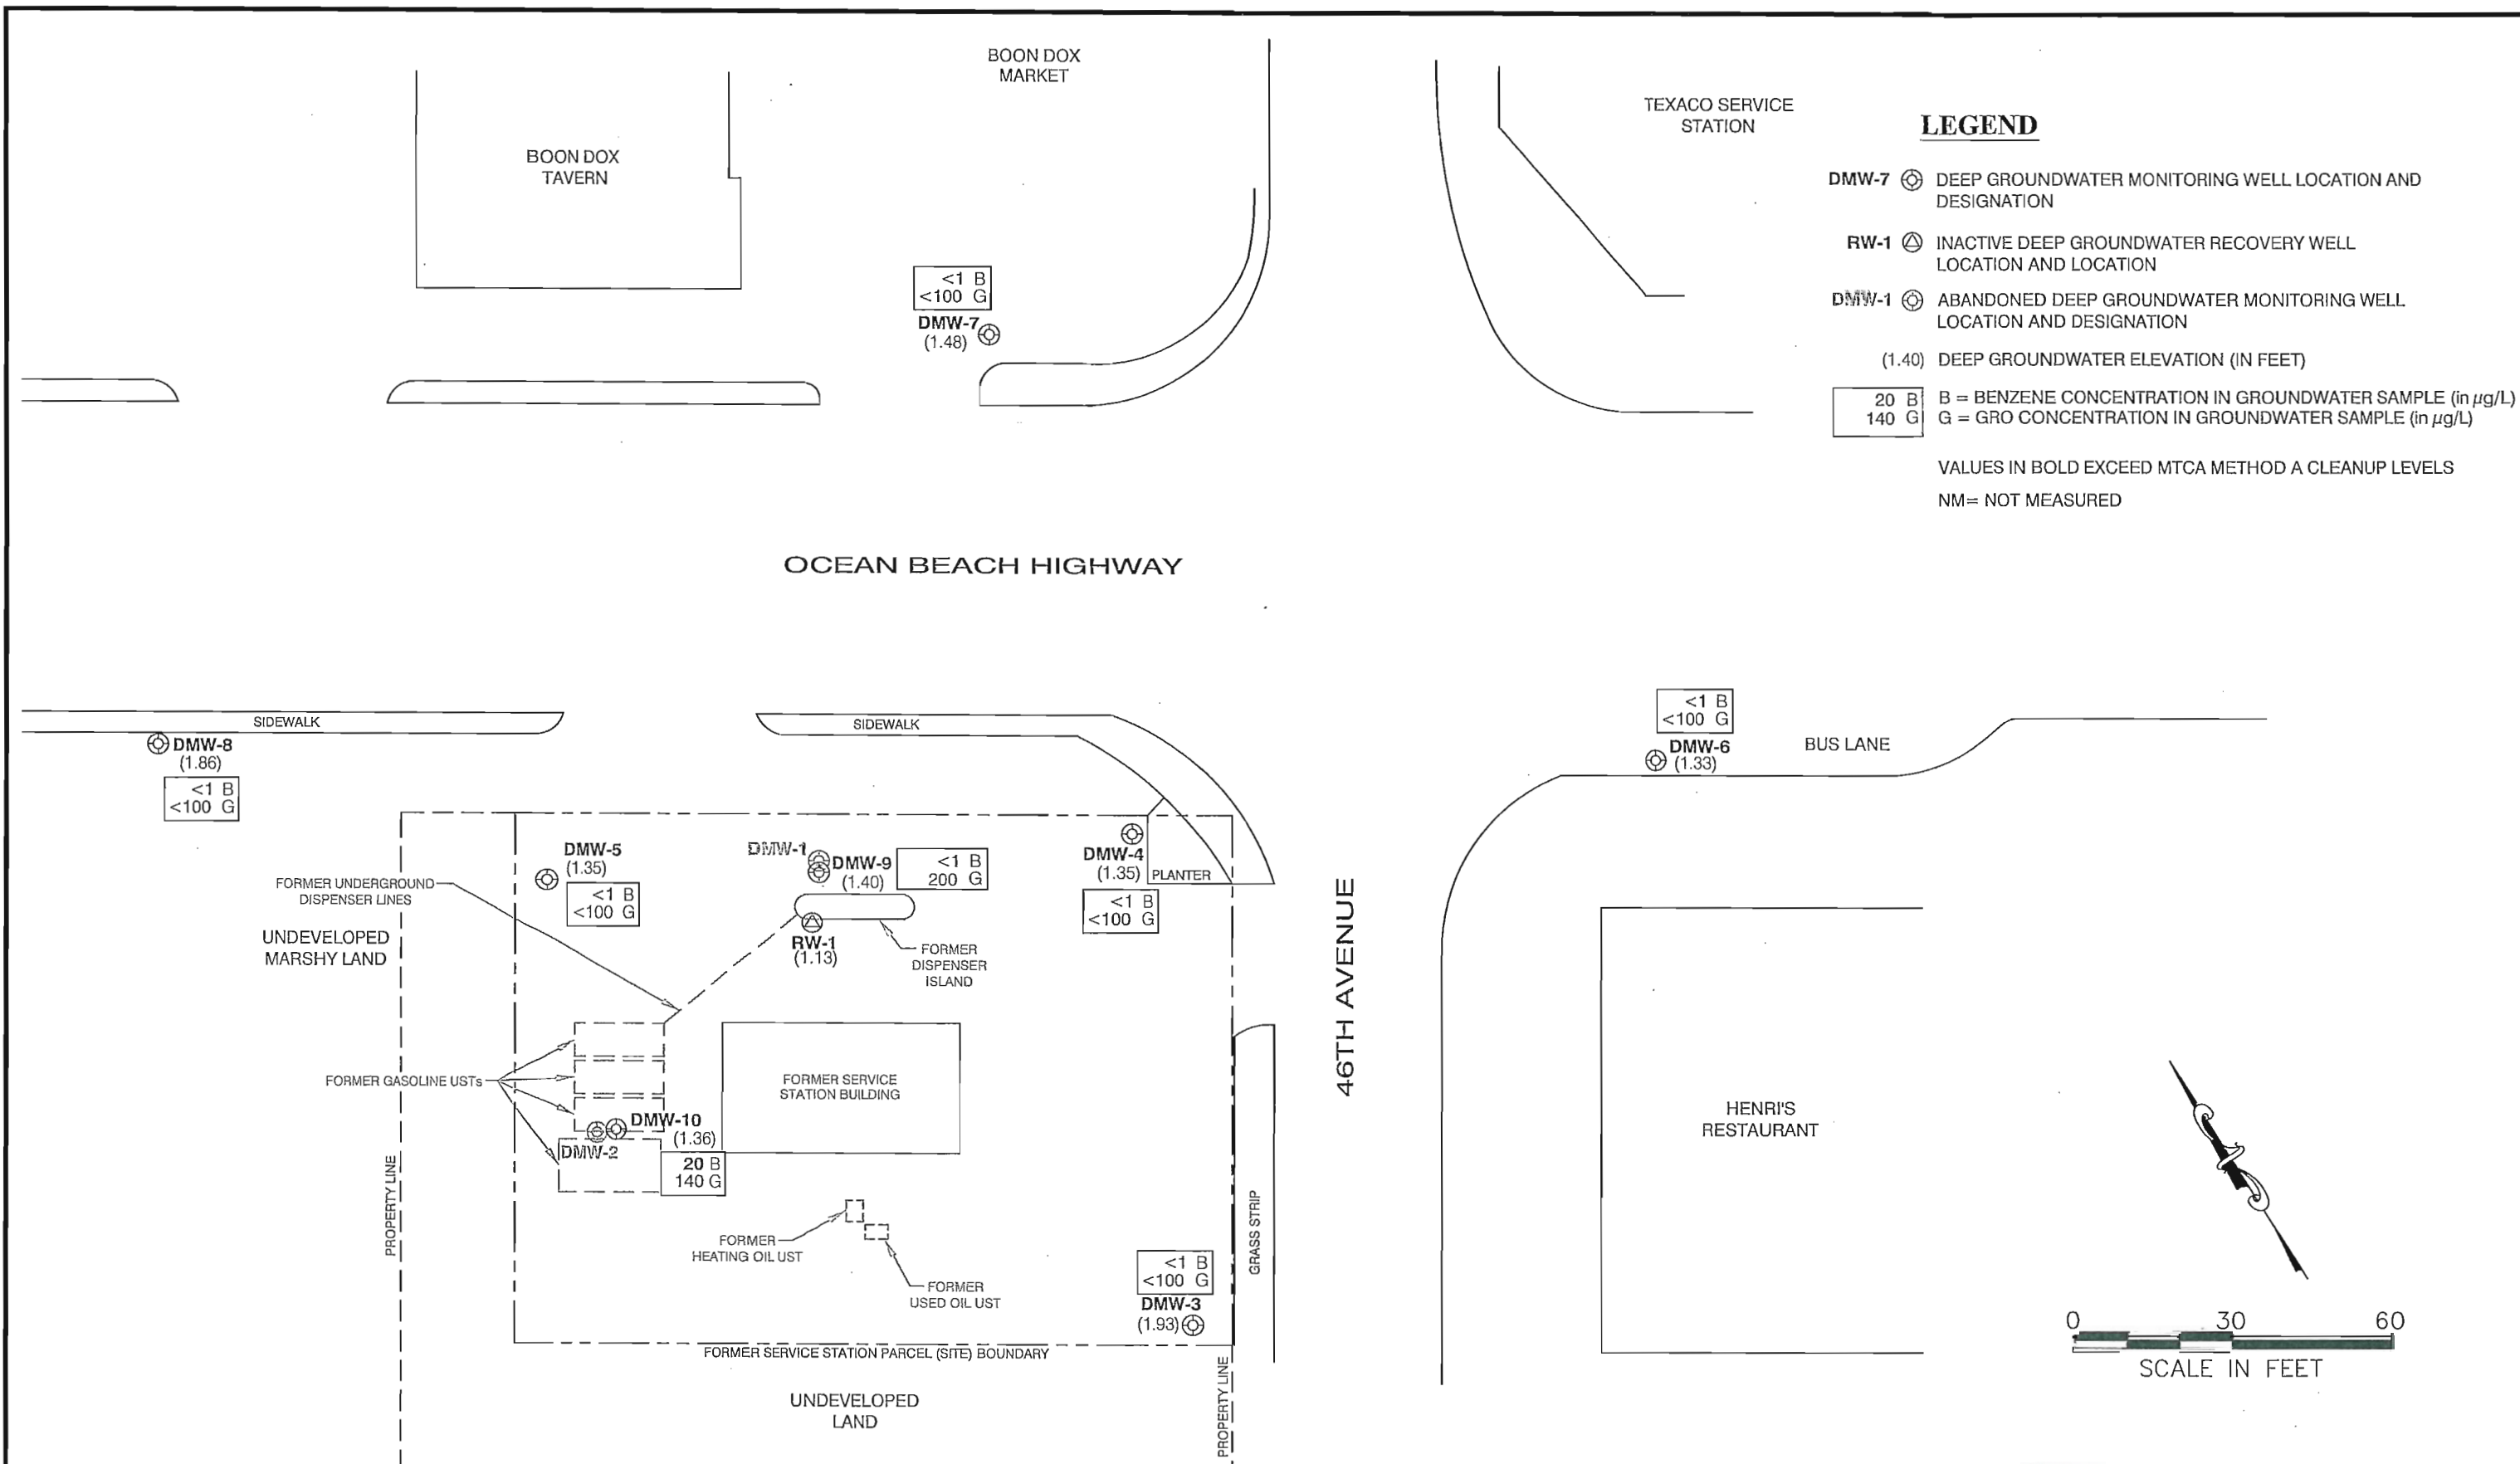 BOON DOX
MARKET
BOON DOX
TAVERN
TEXACO SERVICE
STATION
LEGEND
DMW-7 DEEP GROUNDWATER MONITORING WELL LOCATION AND
DESIGNATION
RW-1 INACTIVE DEEP GROUNDWATER RECOVERY WELL
LOCATION AND LOCATION
DMW-1 ABANDONED DEEP GROUNDWATER MONITORING WELL
LOCATION AND DESIGNATION
(1.40) DEEP GROUNDWATER ELEVATION (IN FEET)
20 B B = BENZENE CONCENTRATION IN GROUNDWATER SAMPLE (in µg/L)
140 G G = GRO CONCENTRATION IN GROUNDWATER SAMPLE (in µg/L)
VALUES IN BOLD EXCEED MTCA METHOD A CLEANUP LEVELS
NM= NOT MEASURED
<1 B
<100 G
DMW-7
(1.48)
OCEAN BEACH HIGHWAY
SIDEWALK
SIDEWALK
DMW-8
(1.86)
<1 B
<100 G
<1 B
<100 G
DMW-6
(1.33)
BUS LANE
DMW-5
(1.35)
<1 B
<100 G
DMW-1
DMW-9
(1.40)
<1 B
200 G
DMW-4
(1.35)
PLANTER
<1 B
<100 G
FORMER UNDERGROUND
DISPENSER LINES
UNDEVELOPED
MARSHY LAND
RW-1
(1.13)
FORMER
DISPENSER
ISLAND
46TH AVENUE
FORMER GASOLINE USTs
FORMER SERVICE
STATION BUILDING
DMW-10
(1.36)
DMW-2
20 B
140 G
HENRI'S
RESTAURANT
PROPERTY LINE
GRASS STRIP
FORMER
HEATING OIL UST
FORMER
USED OIL UST
<1 B
<100 G
DMW-3
(1.93)
FORMER SERVICE STATION PARCEL (SITE) BOUNDARY
PROPERTY LINE
UNDEVELOPED
LAND
0 30 60
SCALE IN FEET